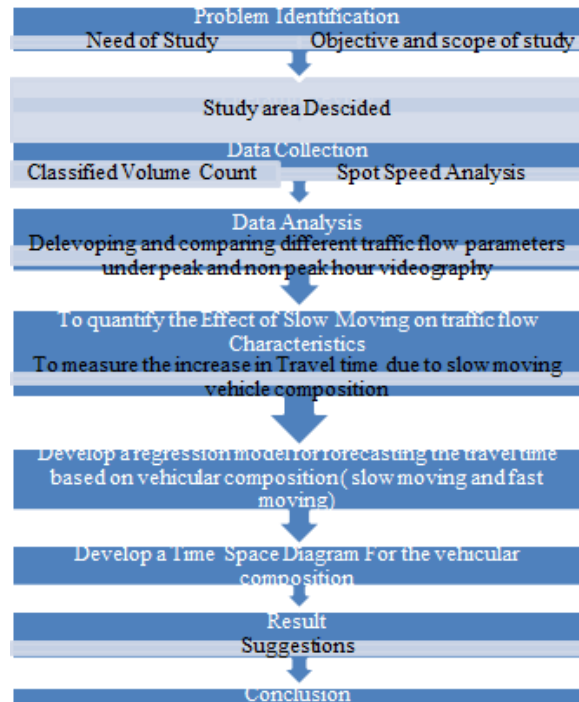 Problem Identification
Need of Study Objective and scope of study
Study area Descided
Data Collection
Classified Volume Count Spot Speed Analysis
Data Analysis
Delevoping and comparing different traffic flow parameters
under peak and non peak hour videography
To quantify the Effect of Slow Moving on traffic flow
Characteristics
To measure the increase in Travel time due to slow moving
vehicle composition
Develop a regression model for forecasting the travel time
based on vehicular composition( slow moving and fast
moving)
Develop a Time Space Diagram For the vehicular
composition
Result
Suggestions
Conclusion